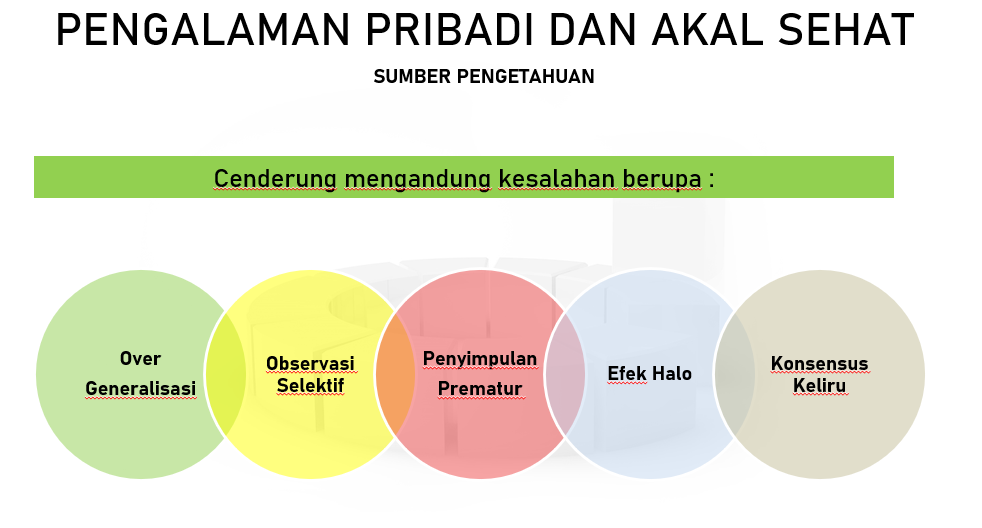 PENGALAMAN PRIBADI DAN AKAL SEHAT
SUMBER PENGETAHUAN
Cenderung mengandung kesalahan berupa :
Over
Generalisasi
Observasi
Selektif
Penyimpulan
Prematur
Efek Halo
Konsensus
Keliru